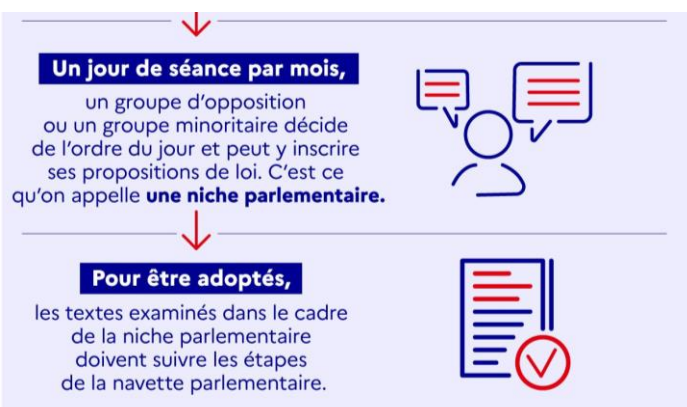 Un jour de séance par mois,
un groupe d’opposition
ou un groupe minoritaire décide
de l’ordre du jour et peut y inscrire
ses propositions de loi. C’est ce
qu’on appelle une niche parlementaire.
Pour être adoptés,
les textes examinés dans le cadre
de la niche parlementaire
doivent suivre les étapes
de la navette parlementaire.